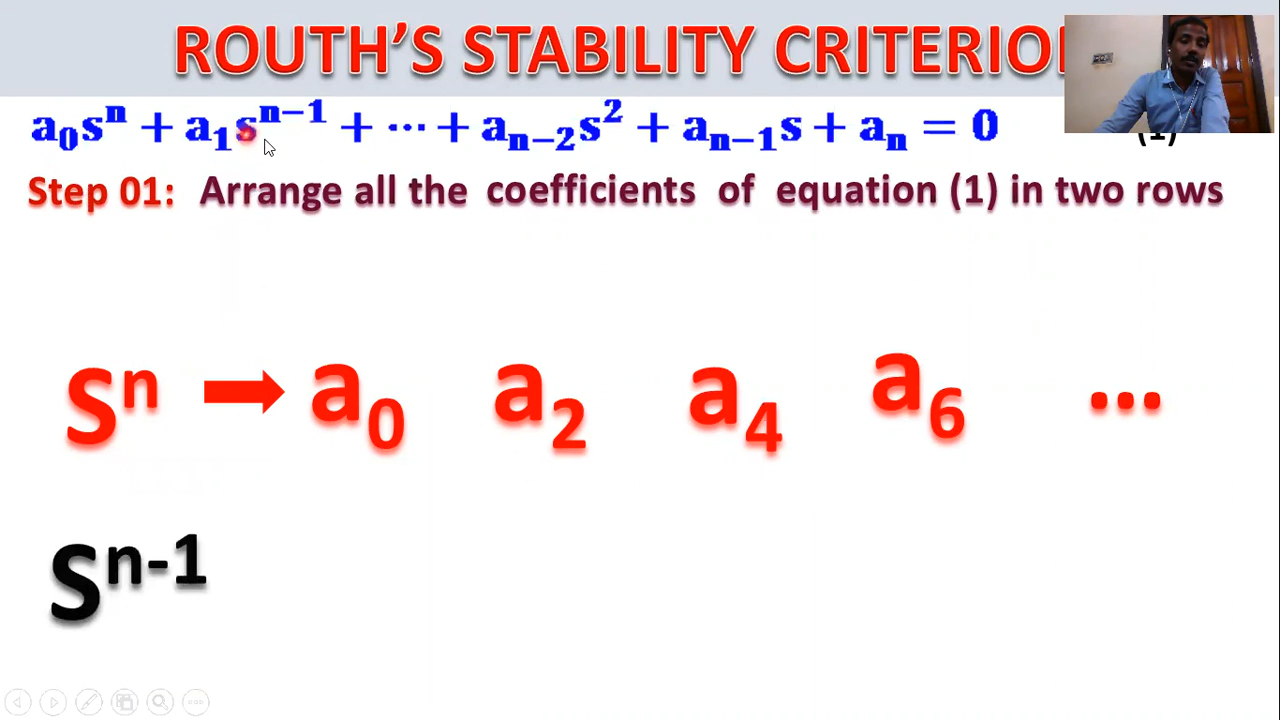 ROUTH'S STABILITY CRITERIO
a₀sⁿ + a₁sⁿ⁻¹ + ⋯ + aₙ₋₂s² + aₙ₋₁s + aₙ = 0 (1)
Step 01: Arrange all the coefficients of equation (1) in two rows
Sⁿ → a₀ a₂ a₄ a₆ ...
Sⁿ⁻¹